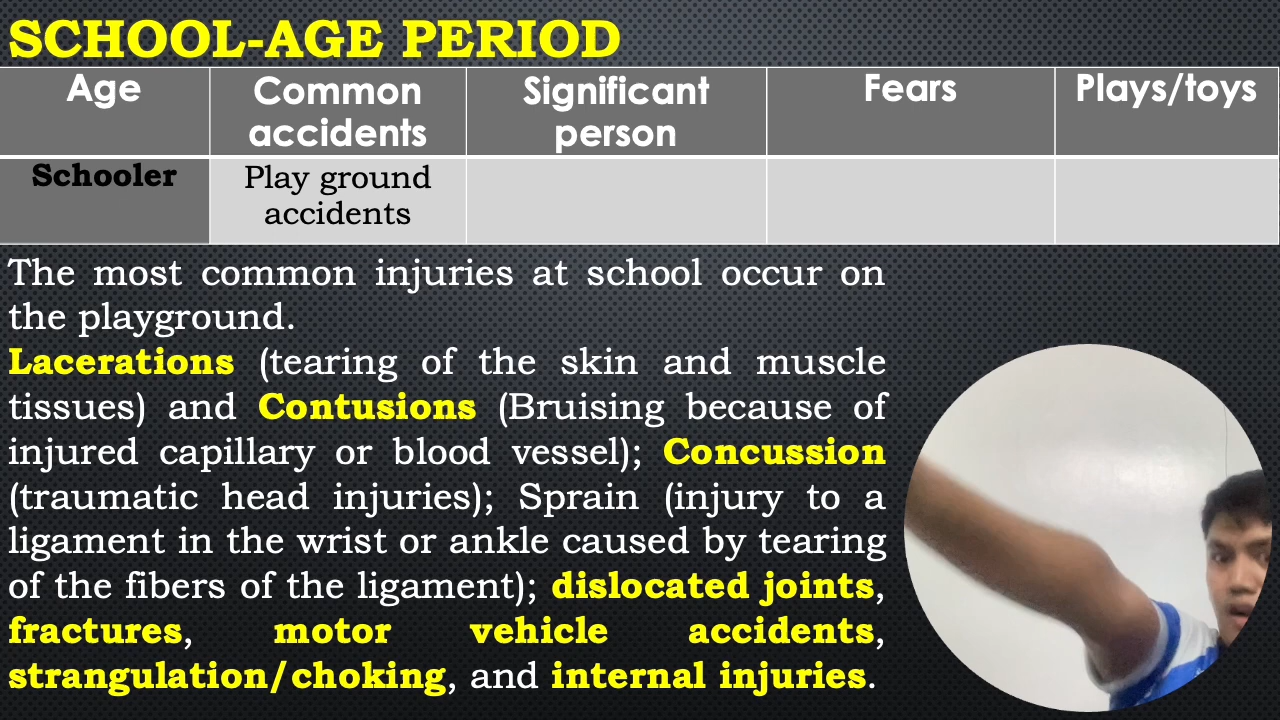 SCHOOL-AGE PERIOD
Age Common accidents Significant person Fears Plays/toys
Schooler Play ground accidents
The most common injuries at school occur on
the playground.
Lacerations (tearing of the skin and muscle
tissues) and Contusions (Bruising because of
injured capillary or blood vessel); Concussion
(traumatic head injuries); Sprain (injury to a
ligament in the wrist or ankle caused by tearing
of the fibers of the ligament); dislocated joints,
fractures, motor vehicle accidents,
strangulation/choking, and internal injuries.